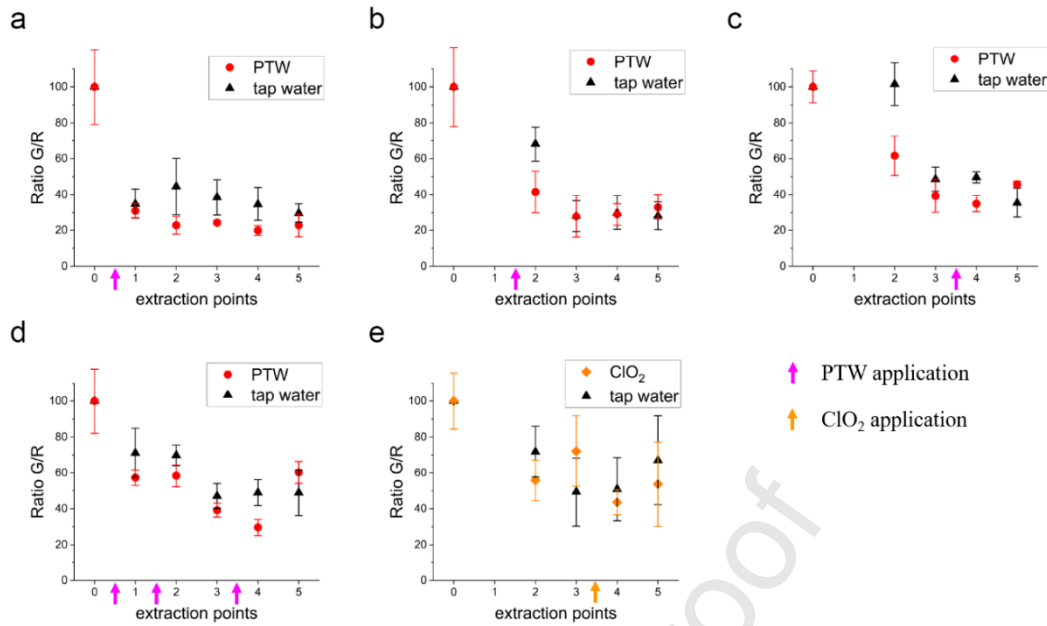 a
PTW
tap water
Ratio G/R
100
80
60
40
20
0
0 1 2 3 4 5
extraction points
b
PTW
tap water
Ratio G/R
100
80
60
40
20
0
0 1 2 3 4 5
extraction points
c
PTW
tap water
Ratio G/R
100
80
60
40
20
0
0 1 2 3 4 5
extraction points
d
PTW
tap water
Ratio G/R
100
80
60
40
20
0
0 1 2 3 4 5
extraction points
e
ClO₂
tap water
Ratio G/R
100
80
60
40
20
0
0 1 2 3 4 5
extraction points
PTW application
ClO₂ application
roof